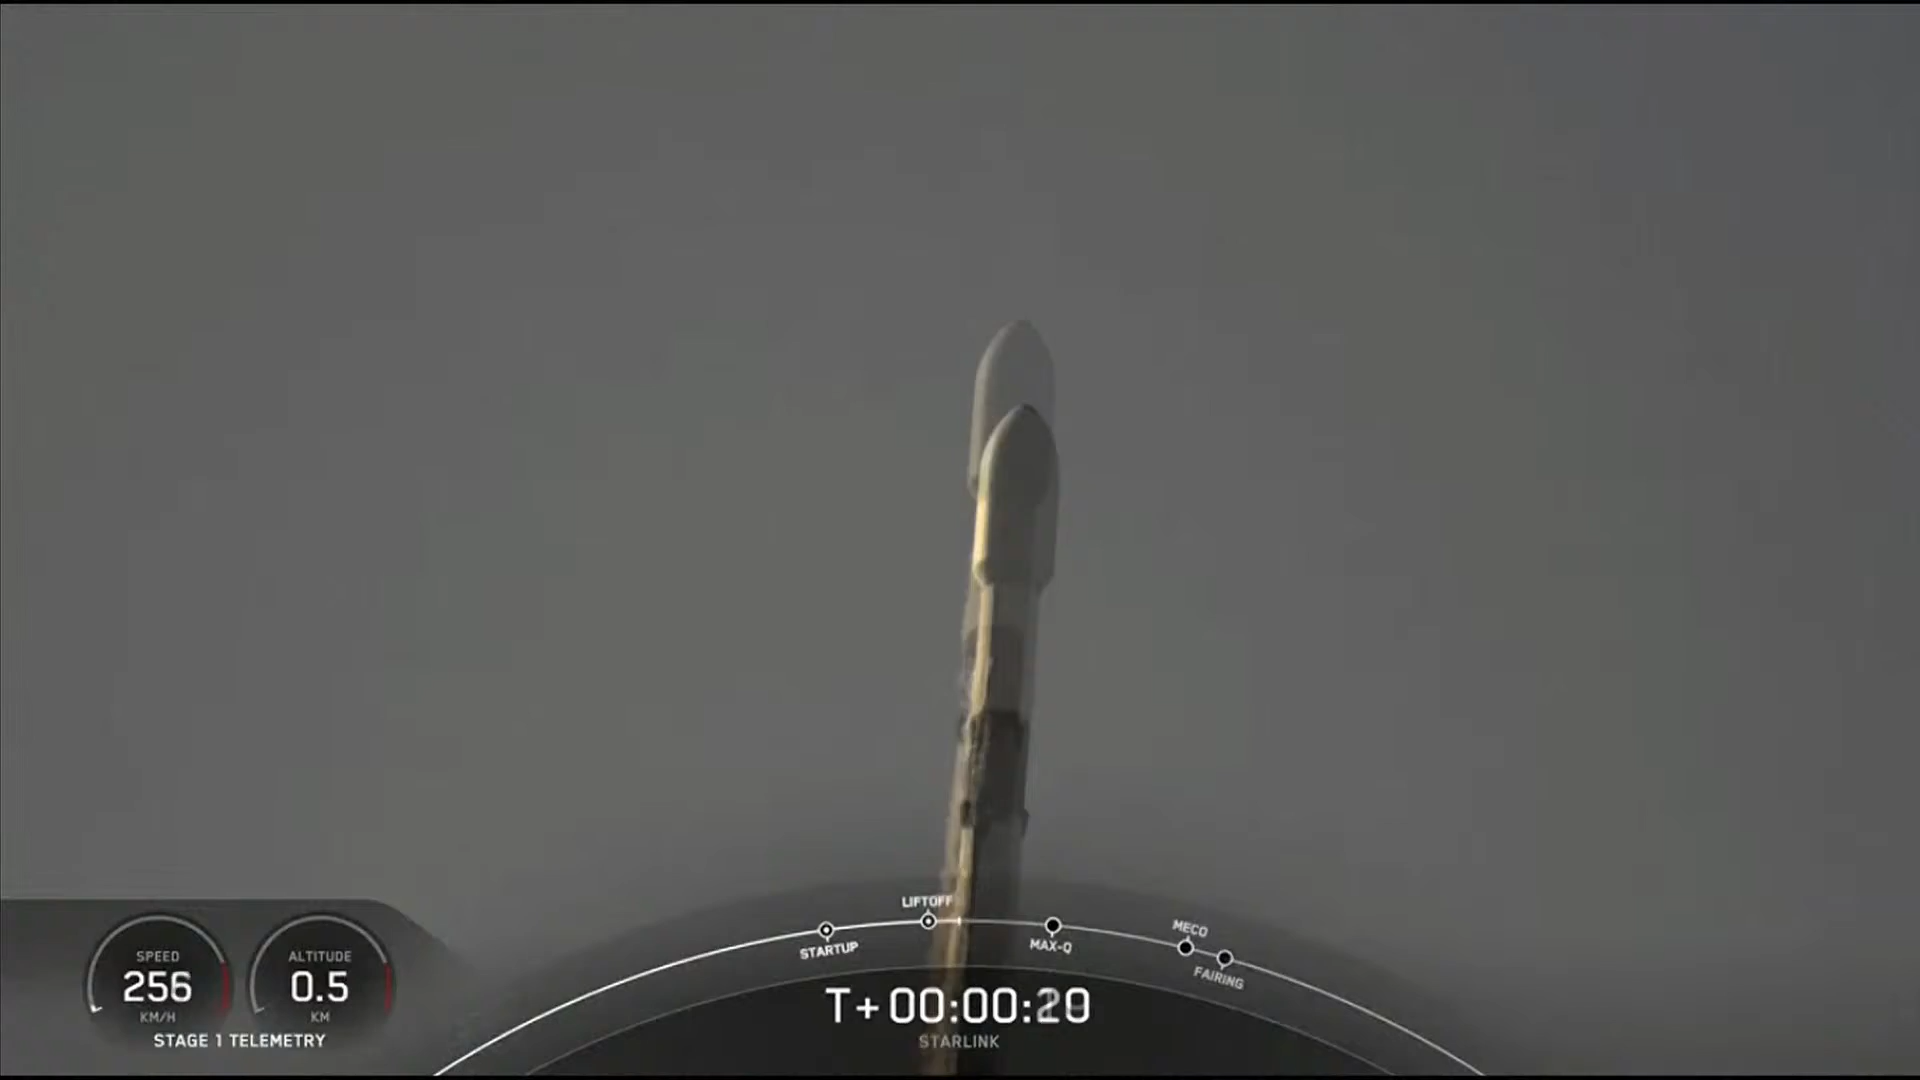 LIFTOFF
STARTUP
MAX-Q
MECO
FAIRING
SPEED
256
KM/H
ALTITUDE
0.5
KM
STAGE 1 TELEMETRY
T+00:00:20
STARLINK